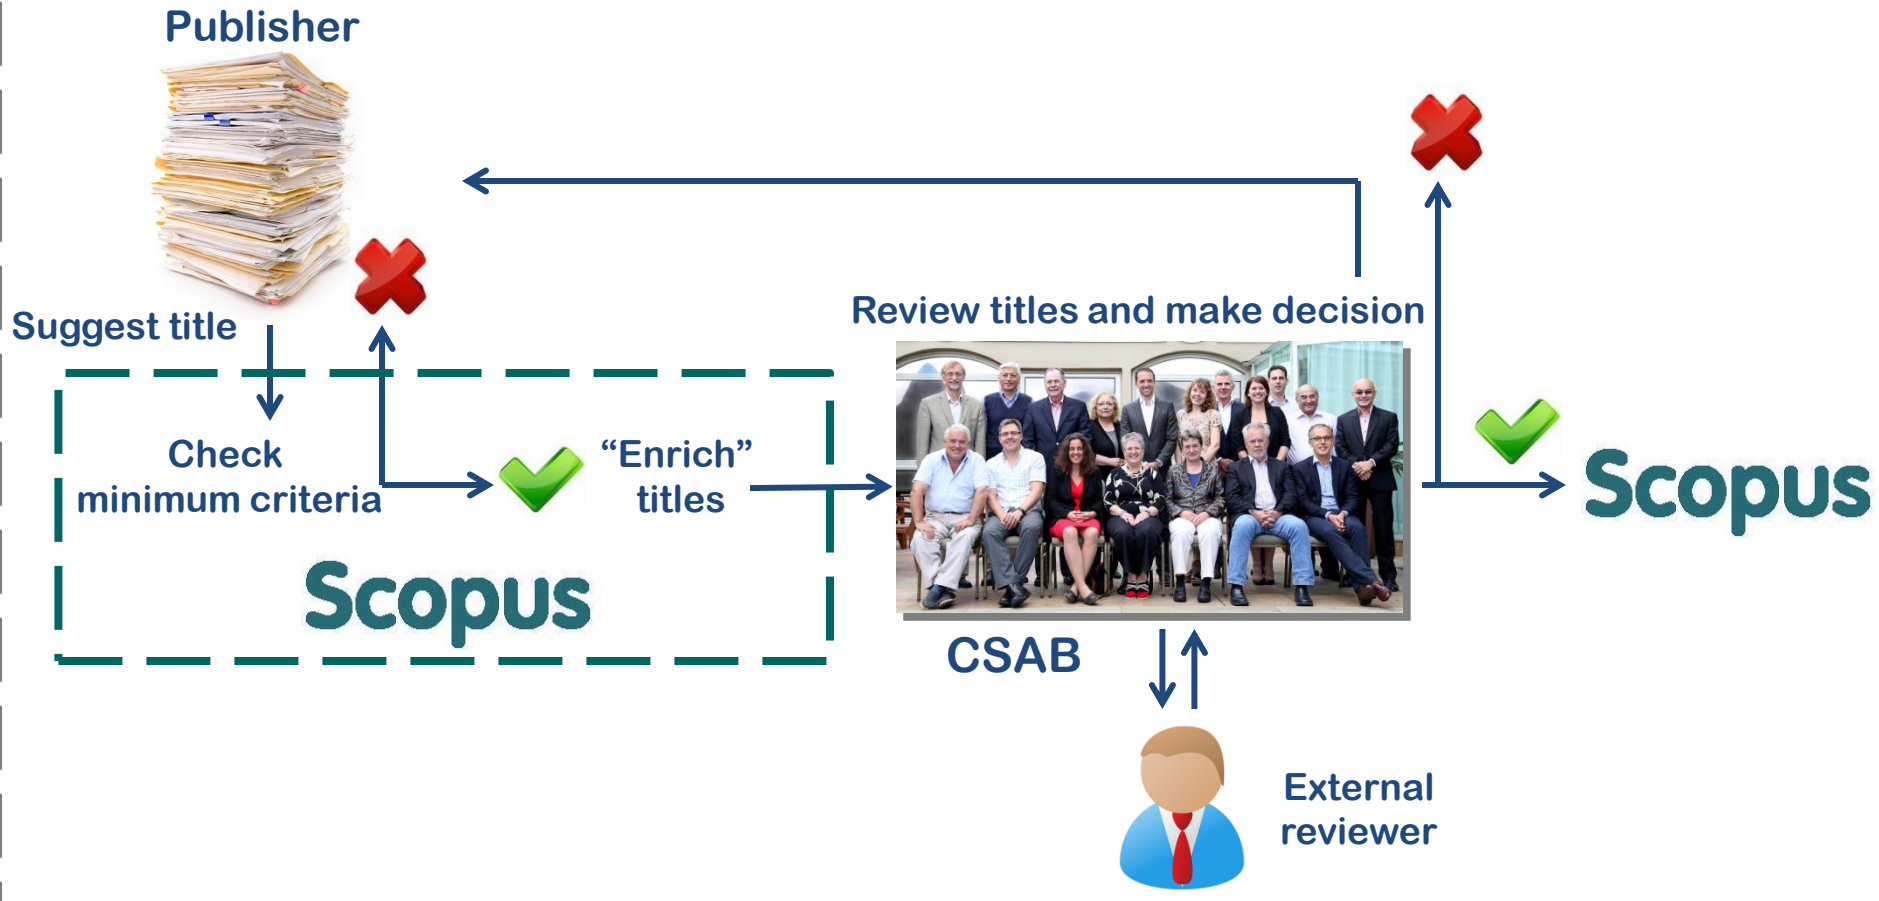 Publisher
Suggest title
Check
minimum criteria
“Enrich”
titles
Scopus
Review titles and make decision
CSAB
External
reviewer
Scopus